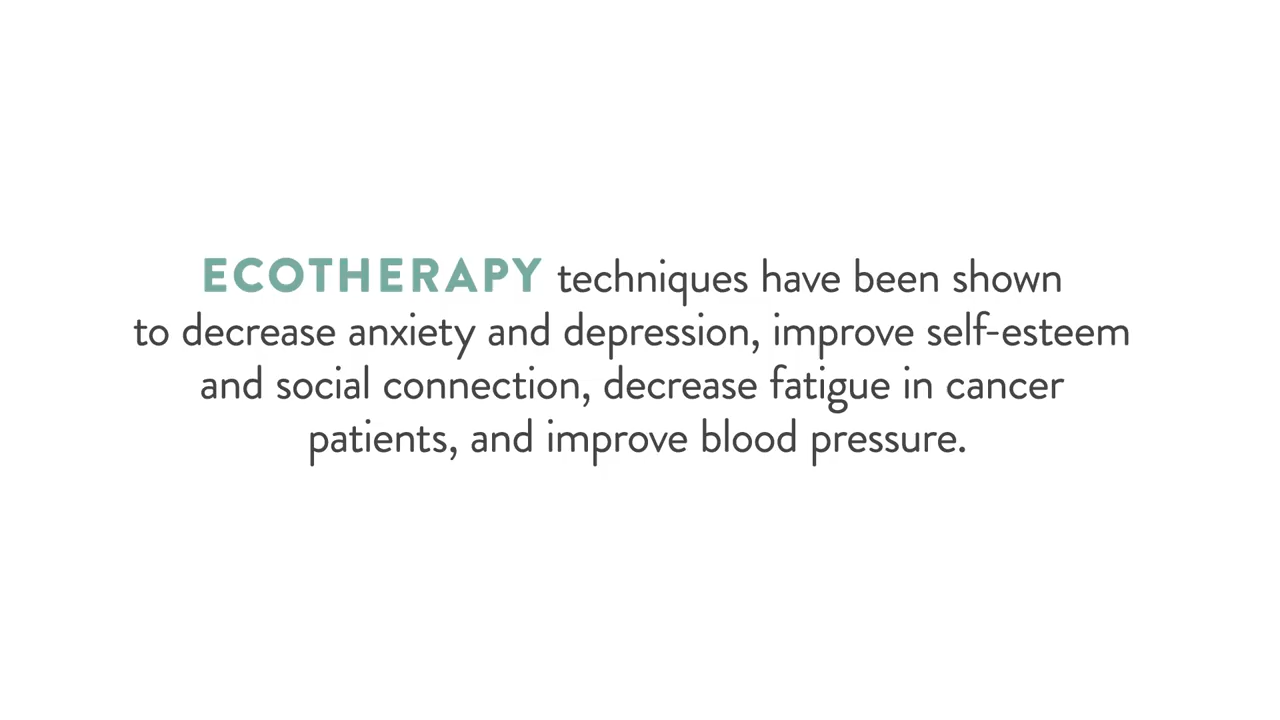 ECOTHERAPY techniques have been shown
to decrease anxiety and depression, improve self-esteem
and social connection, decrease fatigue in cancer
patients, and improve blood pressure.